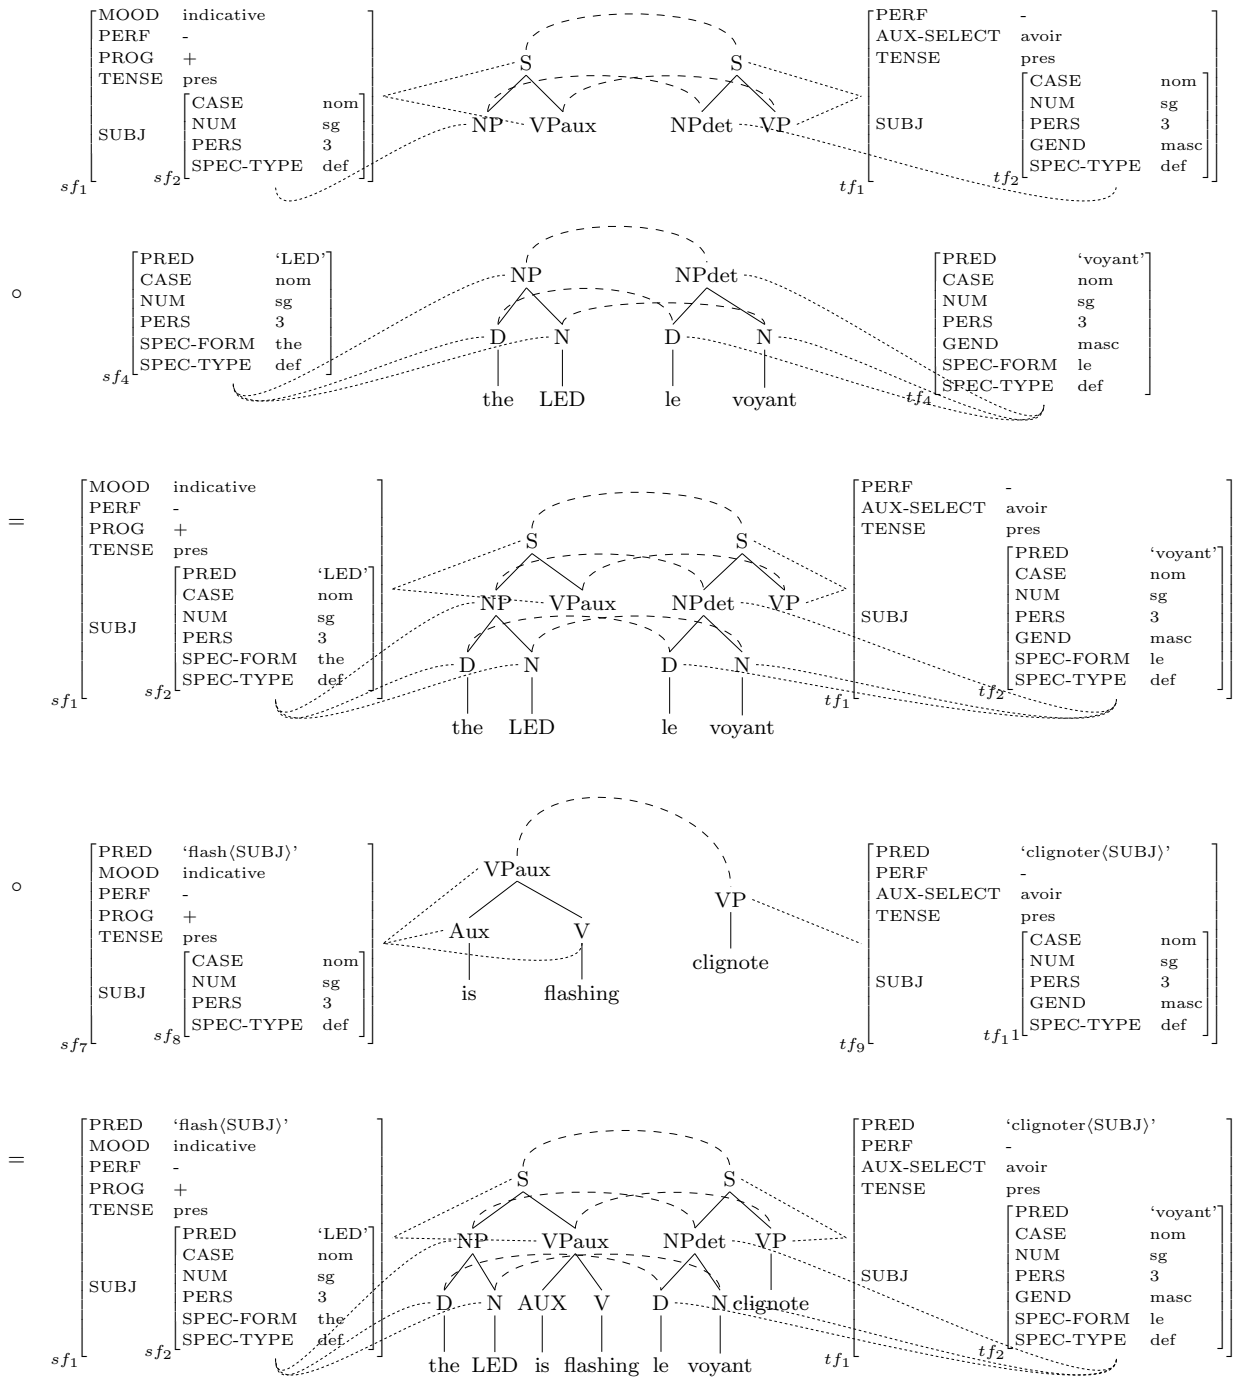 MOOD indicative
PERF -
PROG +
TENSE pres
SUBJ
CASE nom
NUM sg
PERS 3
SPEC-TYPE def
sf2
sf1
S S
NP VPaux NPdet VP
PERF -
AUX-SELECT avoir
TENSE pres
SUBJ
CASE nom
NUM sg
PERS 3
GEND masc
SPEC-TYPE def
tf2
tf1
∘
PRED ‘LED’
CASE nom
NUM sg
PERS 3
SPEC-FORM the
SPEC-TYPE def
sf4
NP NPdet
D N D N
the LED le voyant
PRED ‘voyant’
CASE nom
NUM sg
PERS 3
GEND masc
SPEC-FORM le
SPEC-TYPE def
tf4
=
MOOD indicative
PERF -
PROG +
TENSE pres
SUBJ
PRED ‘LED’
CASE nom
NUM sg
PERS 3
SPEC-FORM the
SPEC-TYPE def
sf2
sf1
S S
NP VPaux NPdet VP
D N D N
the LED le voyant
PERF -
AUX-SELECT avoir
TENSE pres
SUBJ
PRED ‘voyant’
CASE nom
NUM sg
PERS 3
GEND masc
SPEC-FORM le
SPEC-TYPE def
tf2
tf1
∘
PRED ‘flash⟨SUBJ⟩’
MOOD indicative
PERF -
PROG +
TENSE pres
SUBJ
CASE nom
NUM sg
PERS 3
SPEC-TYPE def
sf8
sf7
VPaux VP
Aux V clignote
is flashing
PRED ‘clignoter⟨SUBJ⟩’
PERF -
AUX-SELECT avoir
TENSE pres
SUBJ
CASE nom
NUM sg
PERS 3
GEND masc
SPEC-TYPE def
tf11
tf9
=
PRED ‘flash⟨SUBJ⟩’
MOOD indicative
PERF -
PROG +
TENSE pres
SUBJ
PRED ‘LED’
CASE nom
NUM sg
PERS 3
SPEC-FORM the
SPEC-TYPE def
sf2
sf1
S S
NP VPaux NPdet VP
D N AUX V D N clignote
the LED is flashing le voyant
PRED ‘clignoter⟨SUBJ⟩’
PERF -
AUX-SELECT avoir
TENSE pres
SUBJ
PRED ‘voyant’
CASE nom
NUM sg
PERS 3
GEND masc
SPEC-FORM le
SPEC-TYPE def
tf2
tf1